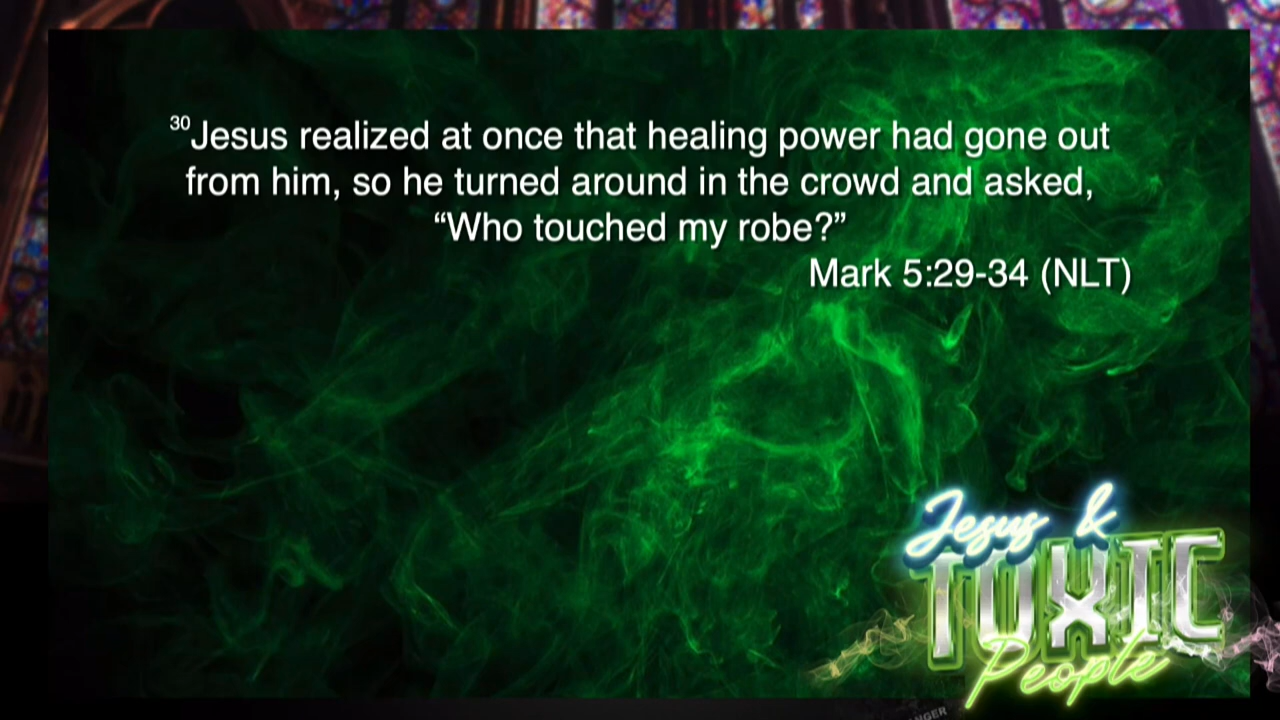 30Jesus realized at once that healing power had gone out
from him, so he turned around in the crowd and asked,
“Who touched my robe?”
Mark 5:29-34 (NLT)
Jesus &
TOXIC
People